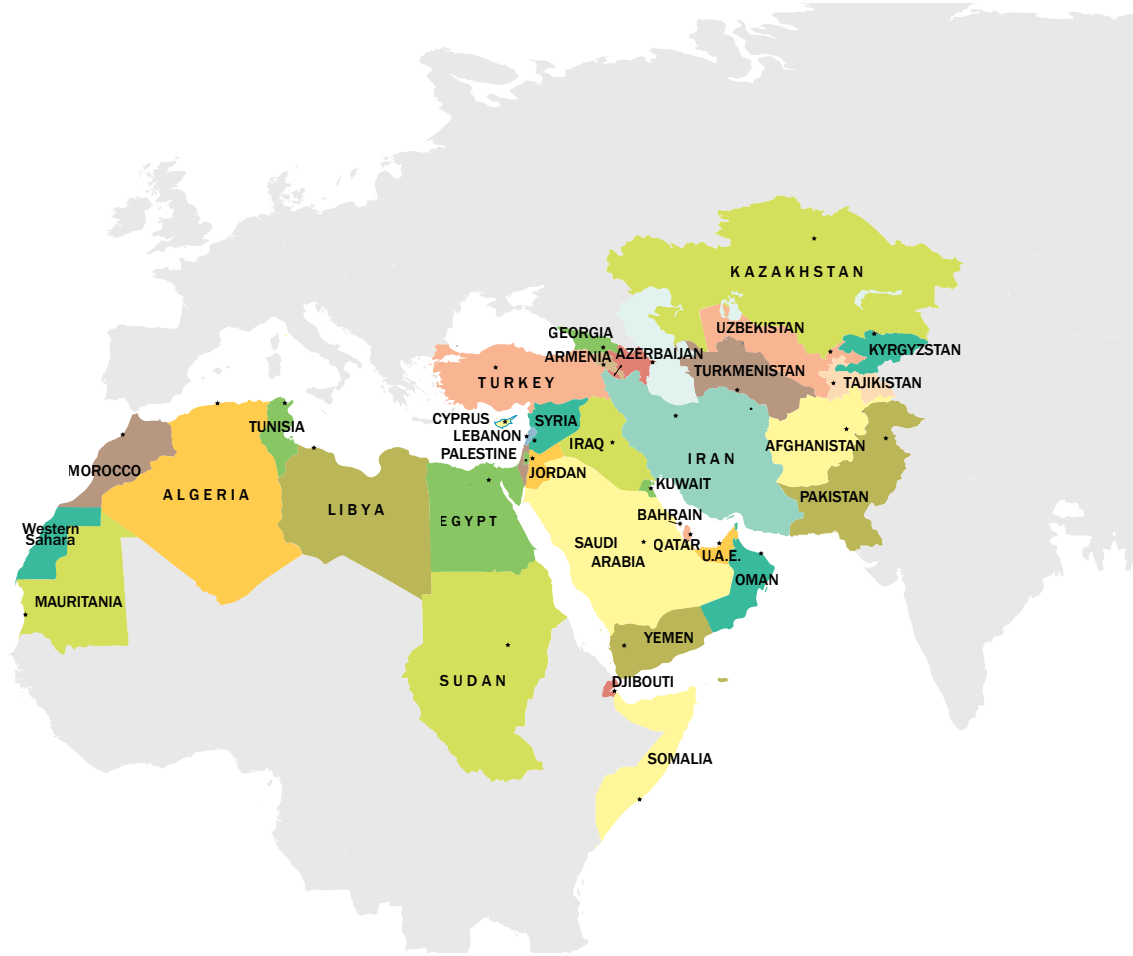 KAZAKHSTAN
GEORGIA
UZBEKISTAN
ARMENIA
AZERBAIJAN
KYRGYZSTAN
TURKMENISTAN
TURKEY
TAJIKISTAN
CYPRUS
SYRIA
TUNISIA
LEBANON
IRAQ
AFGHANISTAN
PALESTINE
IRAN
MOROCCO
JORDAN
KUWAIT
ALGERIA
PAKISTAN
LIBYA
BAHRAIN
EGYPT
Western
Sahara
SAUDI
ARABIA
QATAR
U.A.E.
OMAN
MAURITANIA
YEMEN
SUDAN
DJIBOUTI
SOMALIA